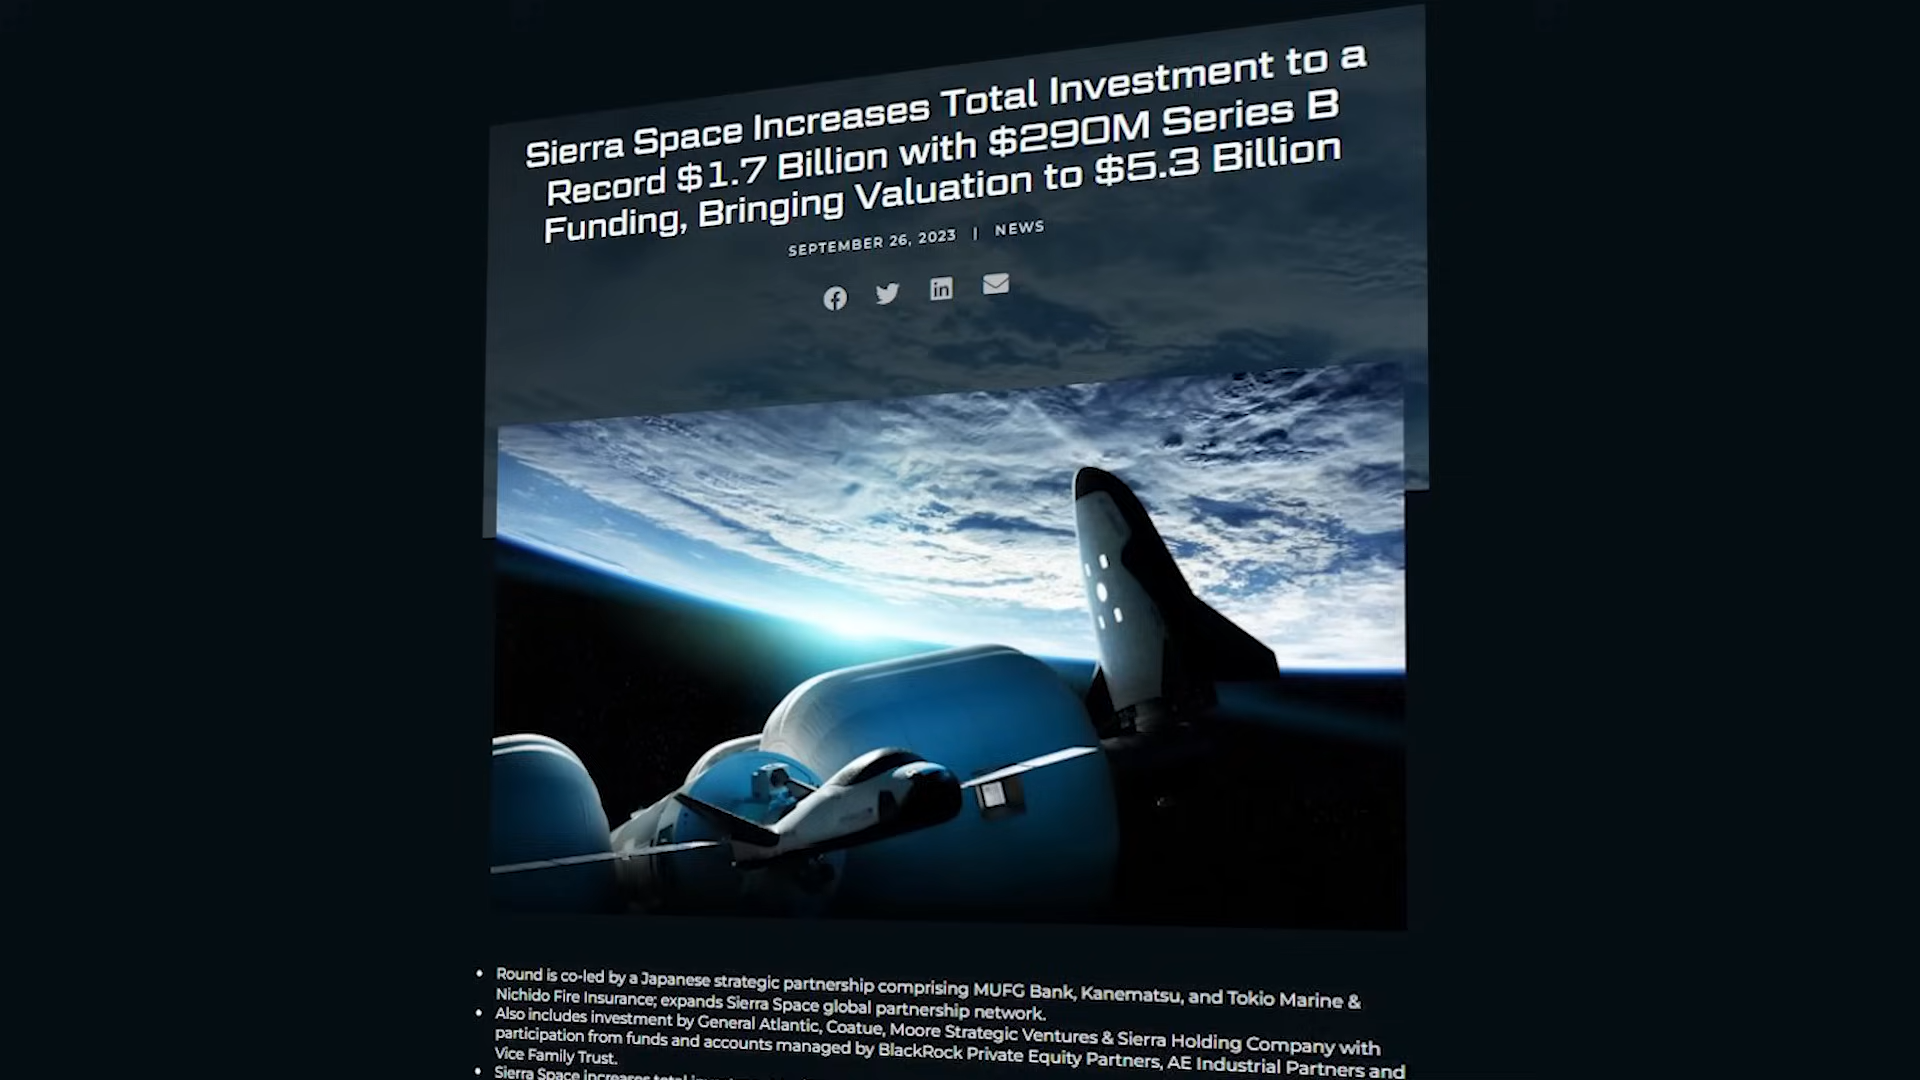 Sierra Space Increases Total Investment to a
Record $1.7 Billion with $290M Series B
Funding, Bringing Valuation to $5.3 Billion
SEPTEMBER 26, 2023 | NEWS
Round is co-led by a Japanese strategic partnership comprising MUFG Bank, Kanematsu, and Tokio Marine &
Nichido Fire Insurance; expands Sierra Space global partnership network.
Also includes investment by General Atlantic, Coatue, Moore Strategic Ventures & Sierra Holding Company with
participation from funds and accounts managed by BlackRock Private Equity Partners, AE Industrial Partners and
Vice Family Trust.
Sierra Space increases total